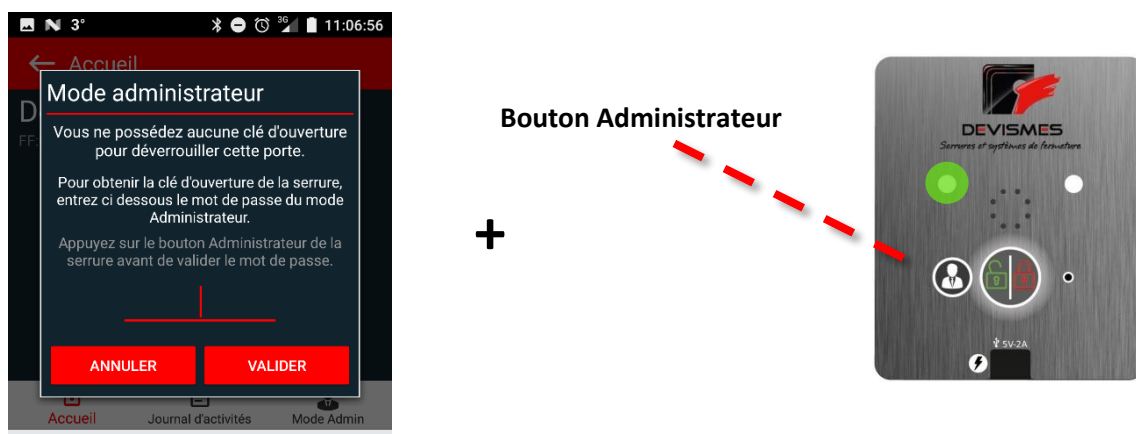 3° 3G 11:06:56
← Accueil
D
FF:
Mode administrateur
Vous ne possédez aucune clé d'ouverture
pour déverrouiller cette porte.
Pour obtenir la clé d'ouverture de la serrure,
entrez ci dessous le mot de passe du mode
Administrateur.
Appuyez sur le bouton Administrateur de la
serrure avant de valider le mot de passe.
ANNULER VALIDER
Accueil Journal d'activités Mode Admin
+
Bouton Administrateur
DEVISMES
Serrures et systèmes de fermeture
5V-2A